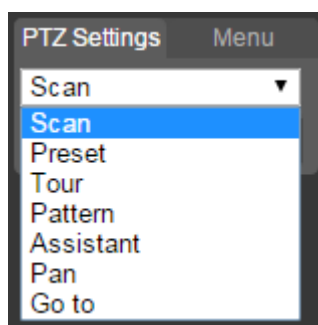 PTZ Settings Menu
Scan
Scan
Preset
Tour
Pattern
Assistant
Pan
Go to